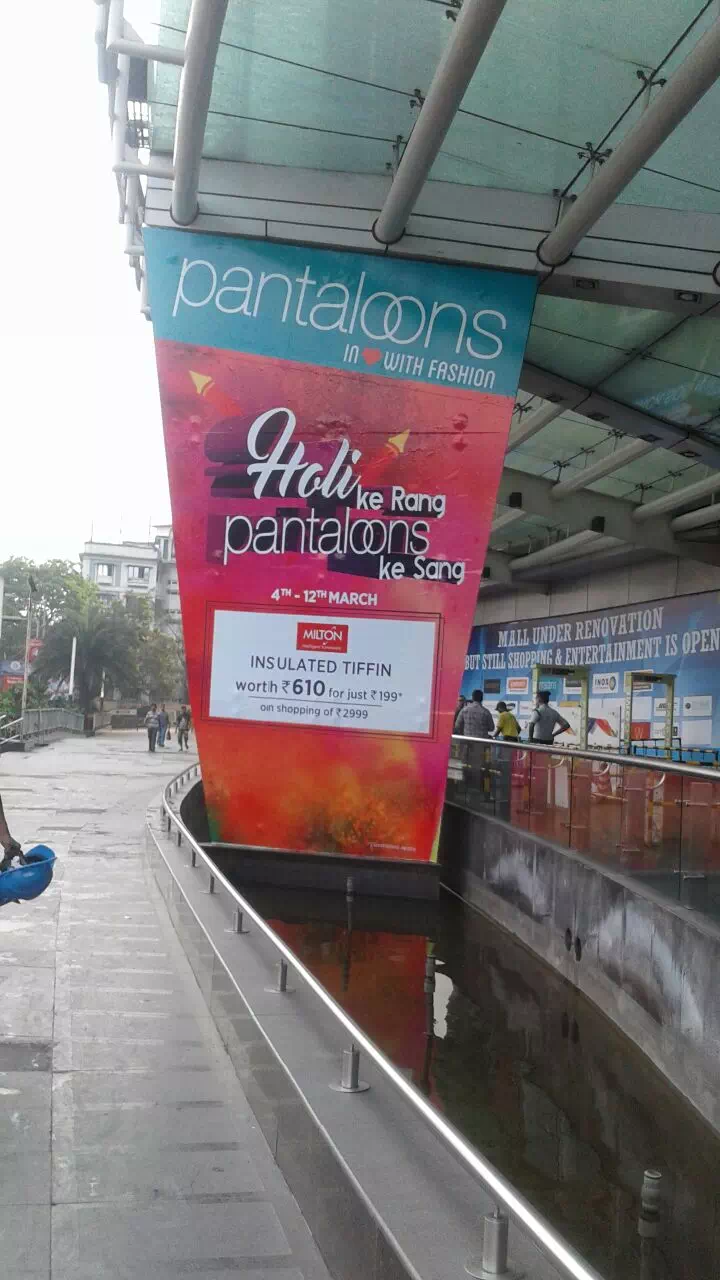 pantaloons
IN ❤ WITH FASHION
Holi ke Rang
pantaloons
ke Sang
4TH - 12TH MARCH
MILTON
INSULATED TIFFIN
worth ₹610 for just ₹199*
on shopping of ₹2999
MALL UNDER RENOVATION
BUT STILL SHOPPING & ENTERTAINMENT IS OPEN
INOX